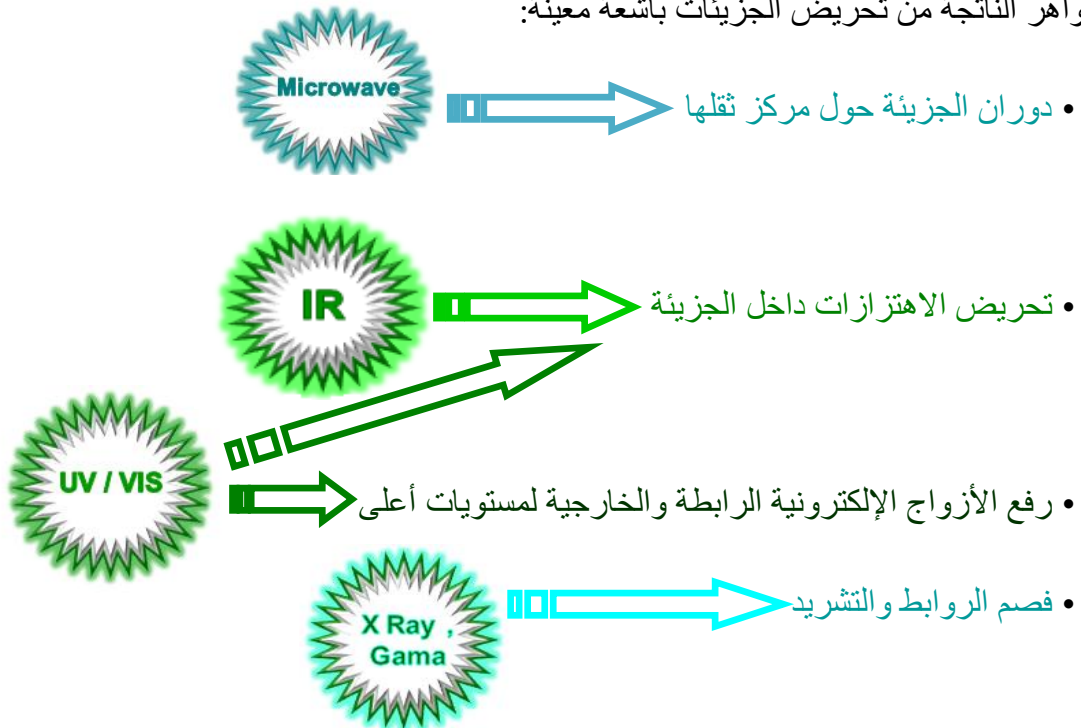 الناتجة من تحريض الجزيئات بأشعة معينة:
Microwave
• دوران الجزيئة حول مركز ثقلها
IR
• تحريض الاهتزازات داخل الجزيئة
UV / VIS
• رفع الأزواج الإلكترونية الرابطة والخارجية لمستويات أعلى
• فصم الروابط والتشريد
X Ray ,
Gama